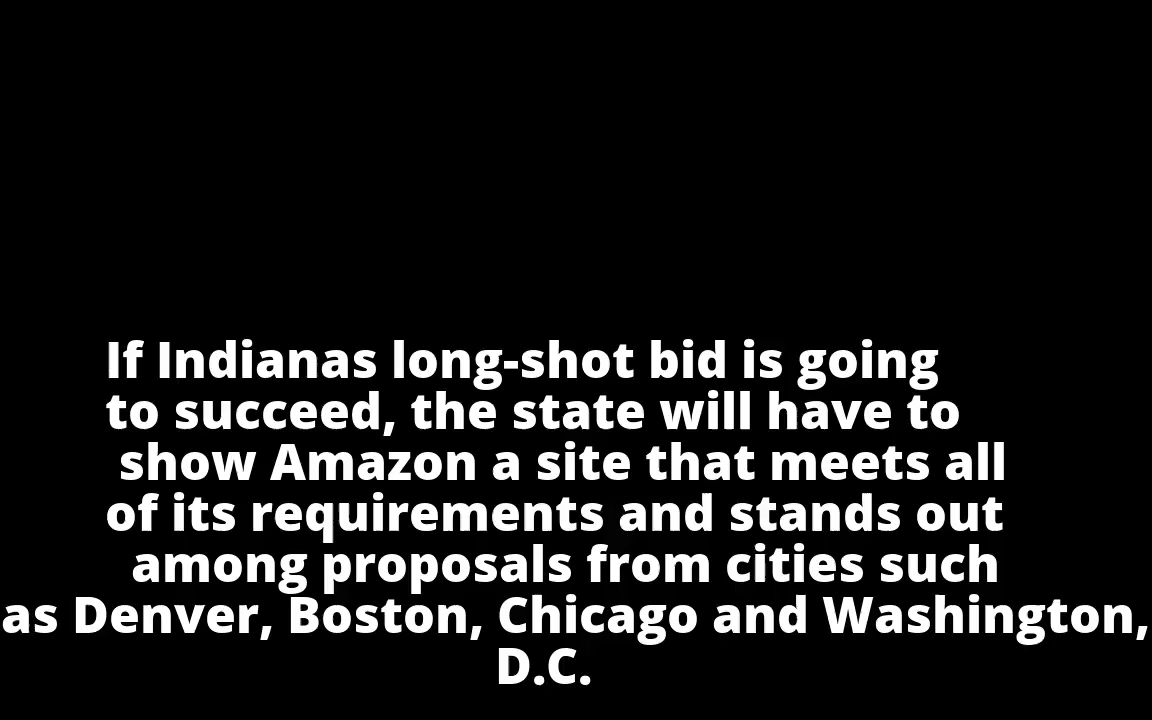 If Indianas long-shot bid is going
to succeed, the state will have to
show Amazon a site that meets all
of its requirements and stands out
among proposals from cities such
as Denver, Boston, Chicago and Washington,
D.C.